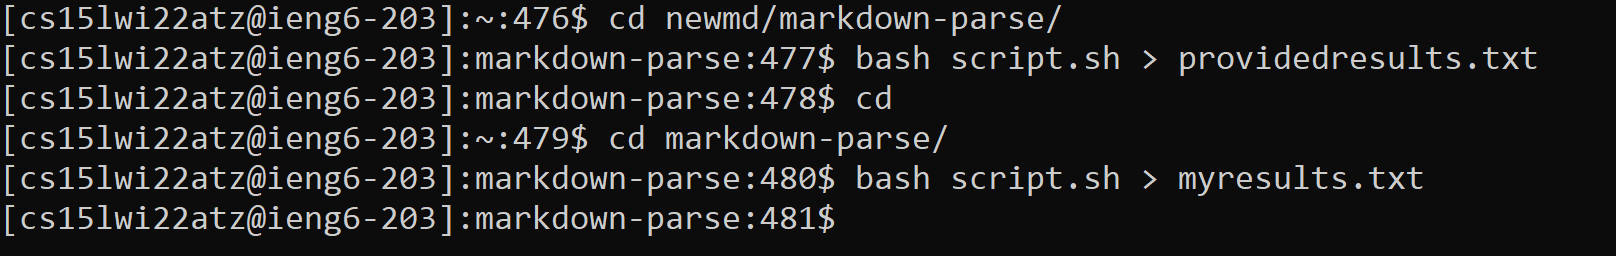 [cs15lwi22atz@ieng6-203]:~:476$ cd newmd/markdown-parse/
[cs15lwi22atz@ieng6-203]:markdown-parse:477$ bash script.sh > providedresults.txt
[cs15lwi22atz@ieng6-203]:markdown-parse:478$ cd
[cs15lwi22atz@ieng6-203]:~:479$ cd markdown-parse/
[cs15lwi22atz@ieng6-203]:markdown-parse:480$ bash script.sh > myresults.txt
[cs15lwi22atz@ieng6-203]:markdown-parse:481$